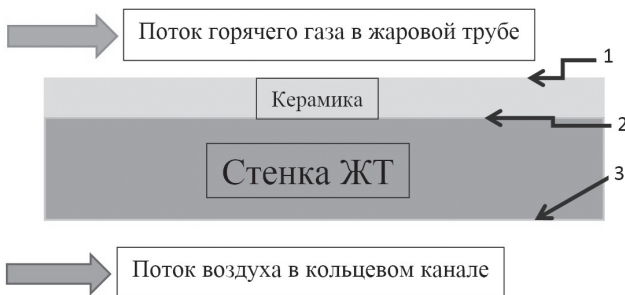 Поток горячего газа в жаровой трубе
1
Керамика
2
Стенка ЖТ
3
Поток воздуха в кольцевом канале